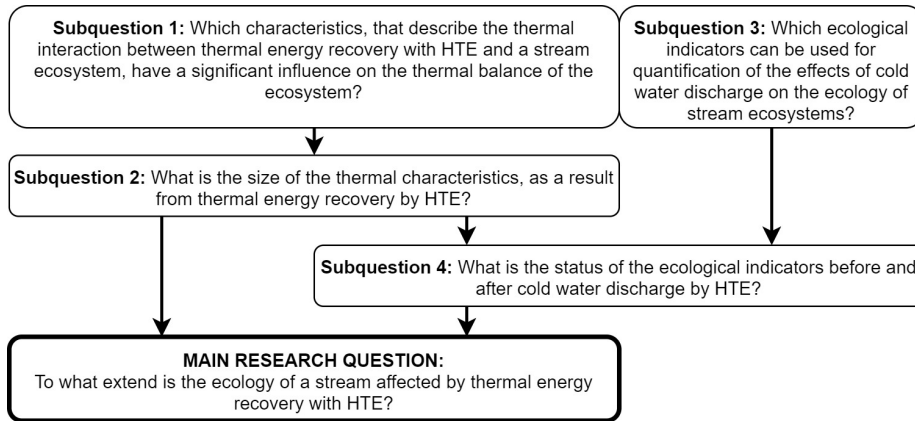 Subquestion 1: Which characteristics, that describe the thermal
interaction between thermal energy recovery with HTE and a stream
ecosystem, have a significant influence on the thermal balance of the
ecosystem?
Subquestion 3: Which ecological
indicators can be used for
quantification of the effects of cold
water discharge on the ecology of
stream ecosystems?
Subquestion 2: What is the size of the thermal characteristics, as a result
from thermal energy recovery by HTE?
Subquestion 4: What is the status of the ecological indicators before and
after cold water discharge by HTE?
MAIN RESEARCH QUESTION:
To what extend is the ecology of a stream affected by thermal energy
recovery with HTE?